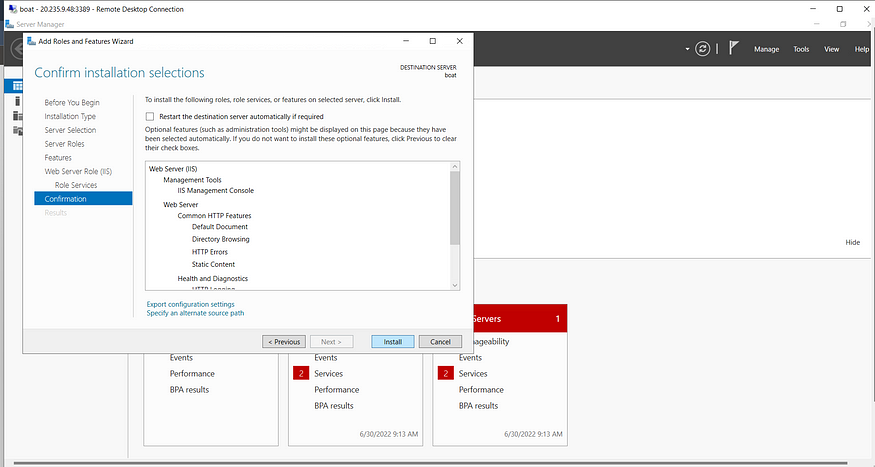 boat - 20.235.9.48:3389 - Remote Desktop Connection
Server Manager
Add Roles and Features Wizard
Manage
Tools
View
Help
Confirm installation selections
DESTINATION SERVER
boat
Before You Begin
Installation Type
Server Selection
Server Roles
Features
Web Server Role (IIS)
Role Services
Confirmation
Results
To install the following roles, role services, or features on selected server, click Install.
Restart the destination server automatically if required
Optional features (such as administration tools) might be displayed on this page because they have
been selected automatically. If you do not want to install these optional features, click Previous to clear
their check boxes.
Web Server (IIS)
Management Tools
IIS Management Console
Web Server
Common HTTP Features
Default Document
Directory Browsing
HTTP Errors
Static Content
Health and Diagnostics
HTTP Logging
Export configuration settings
Specify an alternate source path
< Previous
Next >
Install
Cancel
Hide
Servers 1
nageability
Events
Performance
BPA results
Events
2 Services
Performance
BPA results
6/30/2022 9:13 AM
Events
2 Services
Performance
BPA results
6/30/2022 9:13 AM